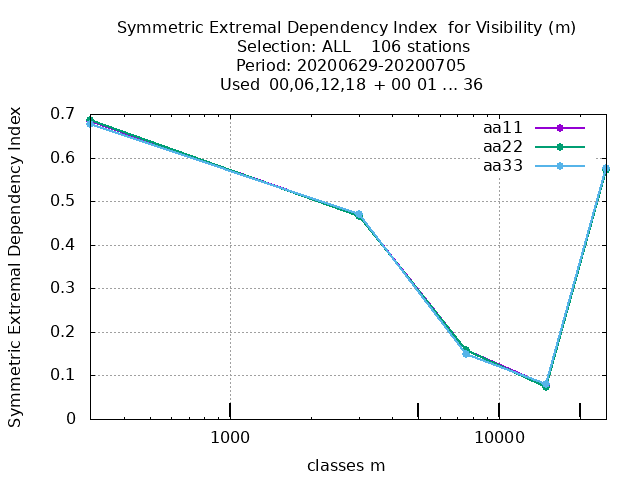 Symmetric Extremal Dependency Index  for Visibility (m)
Selection: ALL    106 stations
Period: 20200629-20200705
Used  00,06,12,18  + 00 01 ... 36
Symmetric Extremal Dependency Index
0.7
0.6
0.5
0.4
0.3
0.2
0.1
0
aa11
aa22
aa33
1000
10000
classes m